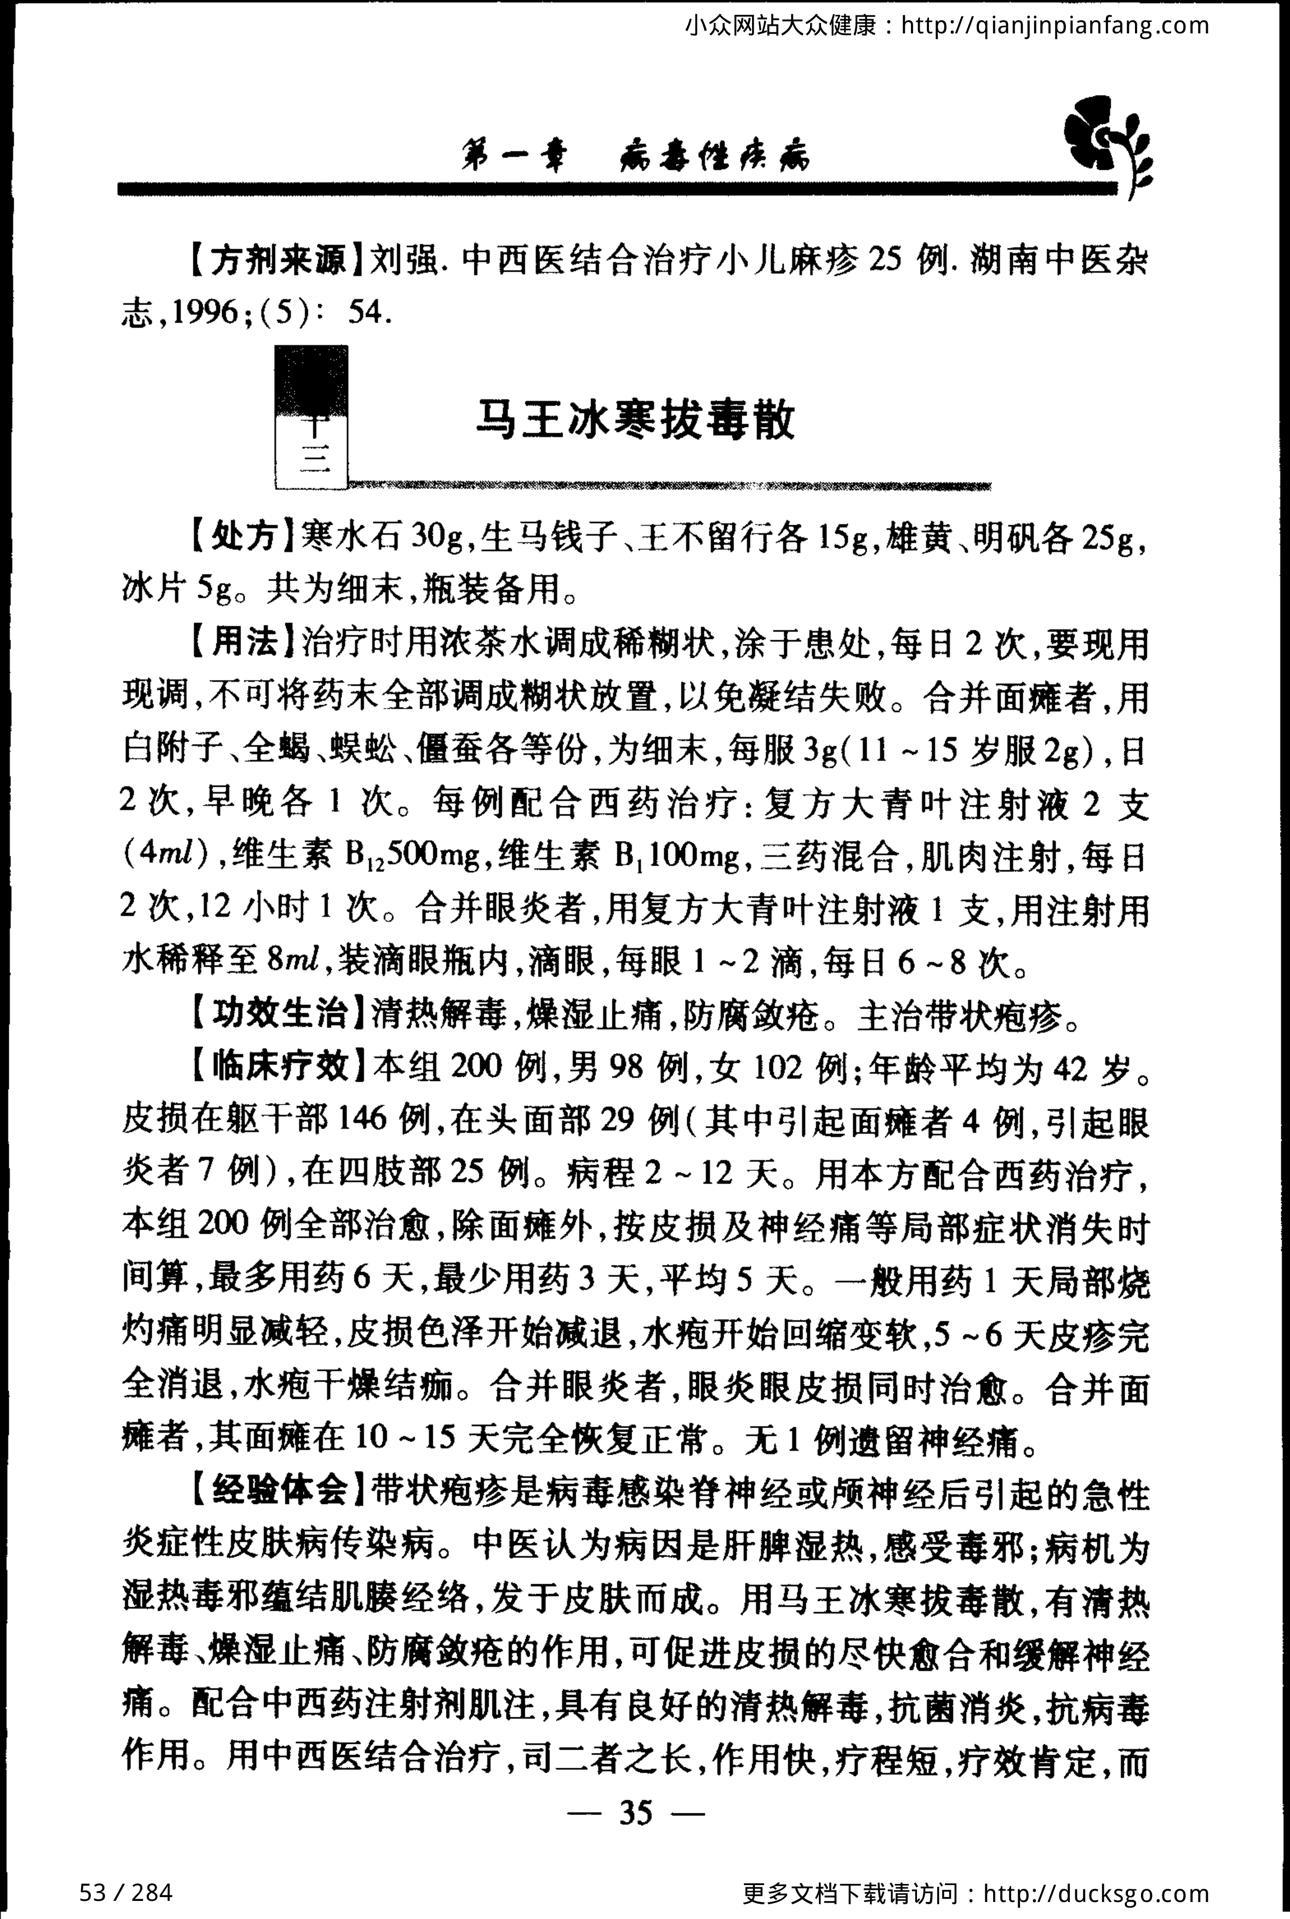 小众网站大众健康：http://qianjinpianfang.com
第一章 病毒性疾病
【方剂来源】刘强. 中西医结合治疗小儿麻疹 25 例. 湖南中医杂
志,1996;(5): 54.
十
三
马王冰寒拔毒散
【处方】寒水石 30g,生马钱子、王不留行各 15g,雄黄、明矾各 25g,
冰片 5g。共为细末,瓶装备用。
【用法】治疗时用浓茶水调成稀糊状,涂于患处,每日 2 次,要现用
现调,不可将药末全部调成糊状放置,以免凝结失败。合并面瘫者,用
白附子、全蝎、蜈蚣、僵蚕各等份,为细末,每服 3g(11 ~ 15 岁服 2g),日
2 次,早晚各 1 次。每例配合西药治疗:复方大青叶注射液 2 支
(4ml),维生素 B₁₂500mg,维生素 B₁100mg,三药混合,肌肉注射,每日
2 次,12 小时 1 次。合并眼炎者,用复方大青叶注射液 1 支,用注射用
水稀释至 8ml,装滴眼瓶内,滴眼,每眼 1 ~ 2 滴,每日 6 ~ 8 次。
【功效生治】清热解毒,燥湿止痛,防腐敛疮。主治带状疱疹。
【临床疗效】本组 200 例,男 98 例,女 102 例;年龄平均为 42 岁。
皮损在躯干部 146 例,在头面部 29 例(其中引起面瘫者 4 例,引起眼
炎者 7 例),在四肢部 25 例。病程 2 ~ 12 天。用本方配合西药治疗,
本组 200 例全部治愈,除面瘫外,按皮损及神经痛等局部症状消失时
间算,最多用药 6 天,最少用药 3 天,平均 5 天。一般用药 1 天局部烧
灼痛明显减轻,皮损色泽开始减退,水疱开始回缩变软,5 ~ 6 天皮疹完
全消退,水疱干燥结痂。合并眼炎者,眼炎眼皮损同时治愈。合并面
瘫者,其面瘫在 10 ~ 15 天完全恢复正常。无 1 例遗留神经痛。
【经验体会】带状疱疹是病毒感染脊神经或颅神经后引起的急性
炎症性皮肤病传染病。中医认为病因是肝脾湿热,感受毒邪;病机为
湿热毒邪蕴结肌腠经络,发于皮肤而成。用马王冰寒拔毒散,有清热
解毒、燥湿止痛、防腐敛疮的作用,可促进皮损的尽快愈合和缓解神经
痛。配合中西药注射剂肌注,具有良好的清热解毒,抗菌消炎,抗病毒
作用。用中西医结合治疗,司二者之长,作用快,疗程短,疗效肯定,而
— 35 —
53 / 284
更多文档下载请访问：http://ducksgo.com